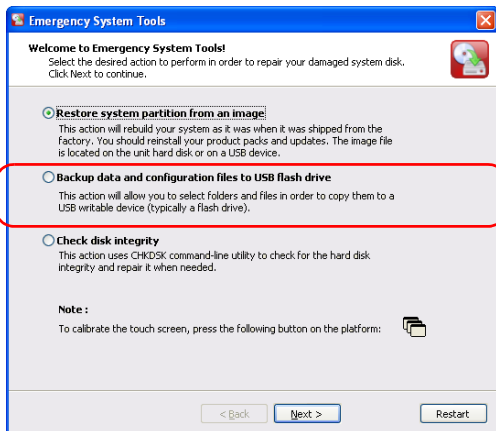 Emergency System Tools
Welcome to Emergency System Tools!
Select the desired action to perform in order to repair your damaged system disk.
Click Next to continue.
Restore system partition from an image
This action will rebuild your system as it was when it was shipped from the
factory. You should reinstall your product packs and updates. The image file
is located on the unit hard disk or on a USB device.
Backup data and configuration files to USB flash drive
This action will allow you to select folders and files in order to copy them to a
USB writable device (typically a flash drive).
Check disk integrity
This action uses CHKDSK command-line utility to check for the hard disk
integrity and repair it when needed.
Note :
To calibrate the touch screen, press the following button on the platform:
< Back
Next >
Restart